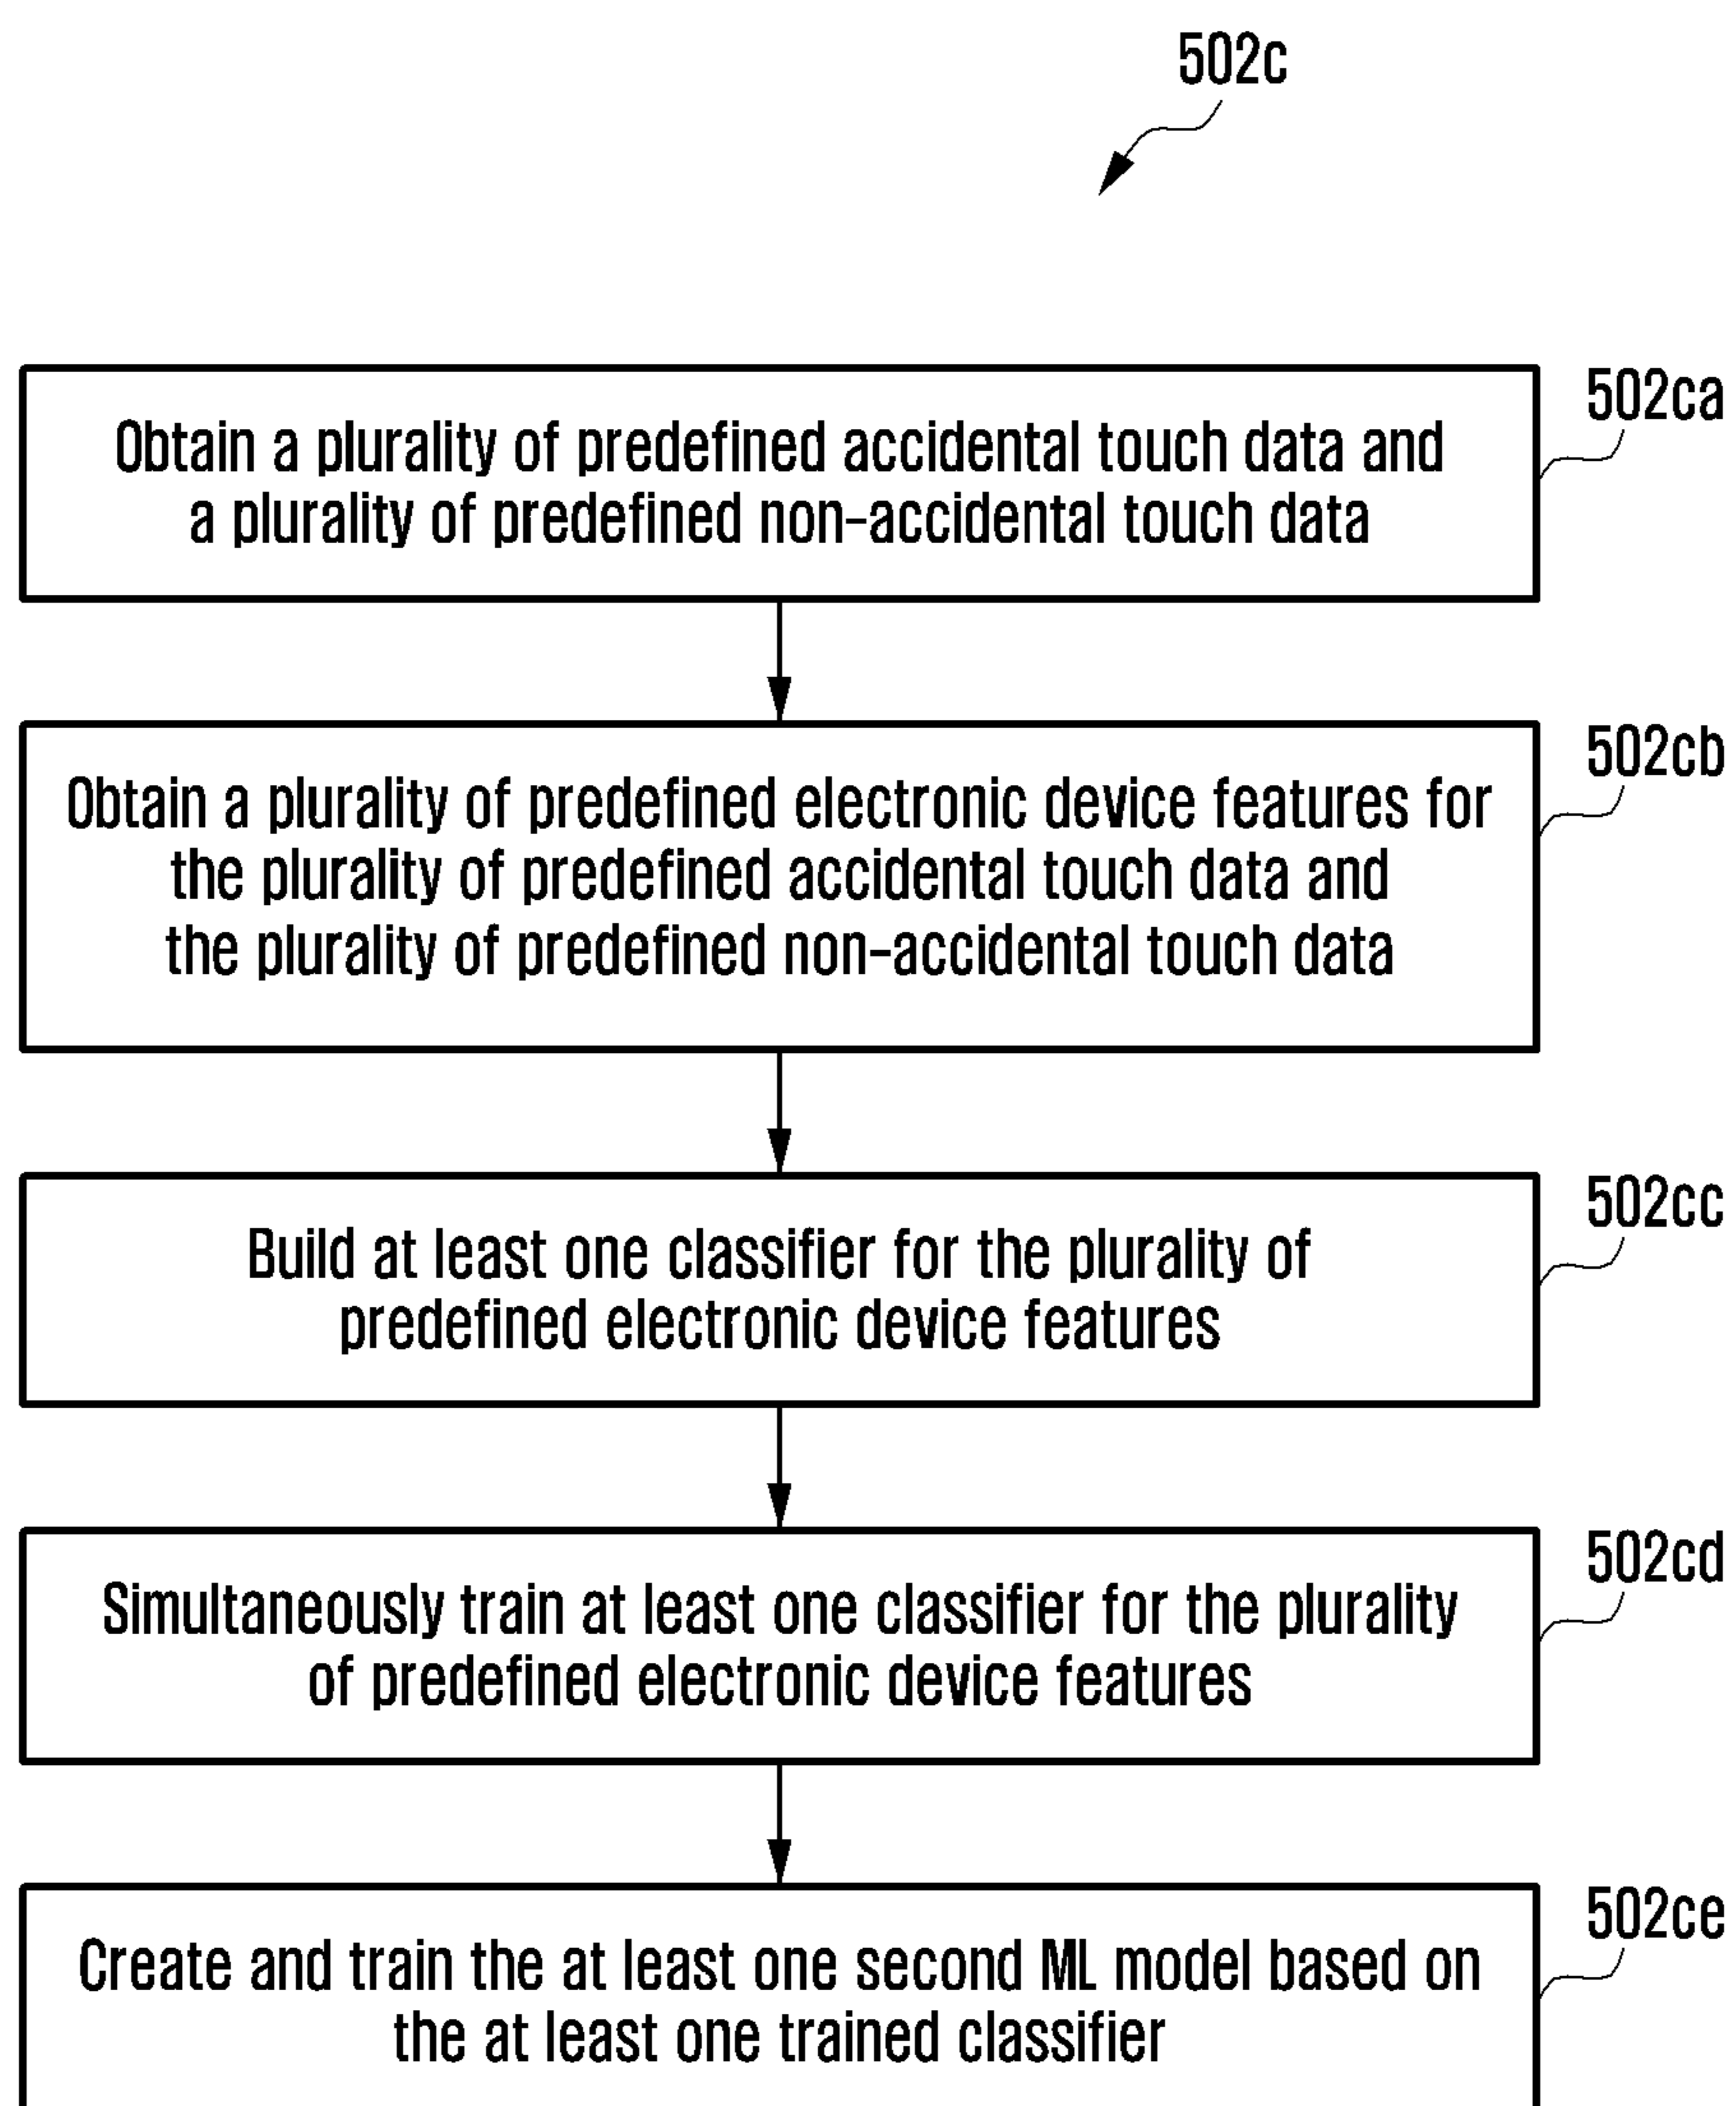 502c
502ca
Obtain a plurality of predefined accidental touch data and
a plurality of predefined non-accidental touch data
502cb
Obtain a plurality of predefined electronic device features for
the plurality of predefined accidental touch data and
the plurality of predefined non-accidental touch data
502cc
Build at least one classifier for the plurality of
predefined electronic device features
502cd
Simultaneously train at least one classifier for the plurality
of predefined electronic device features
502ce
Create and train the at least one second ML model based on
the at least one trained classifier